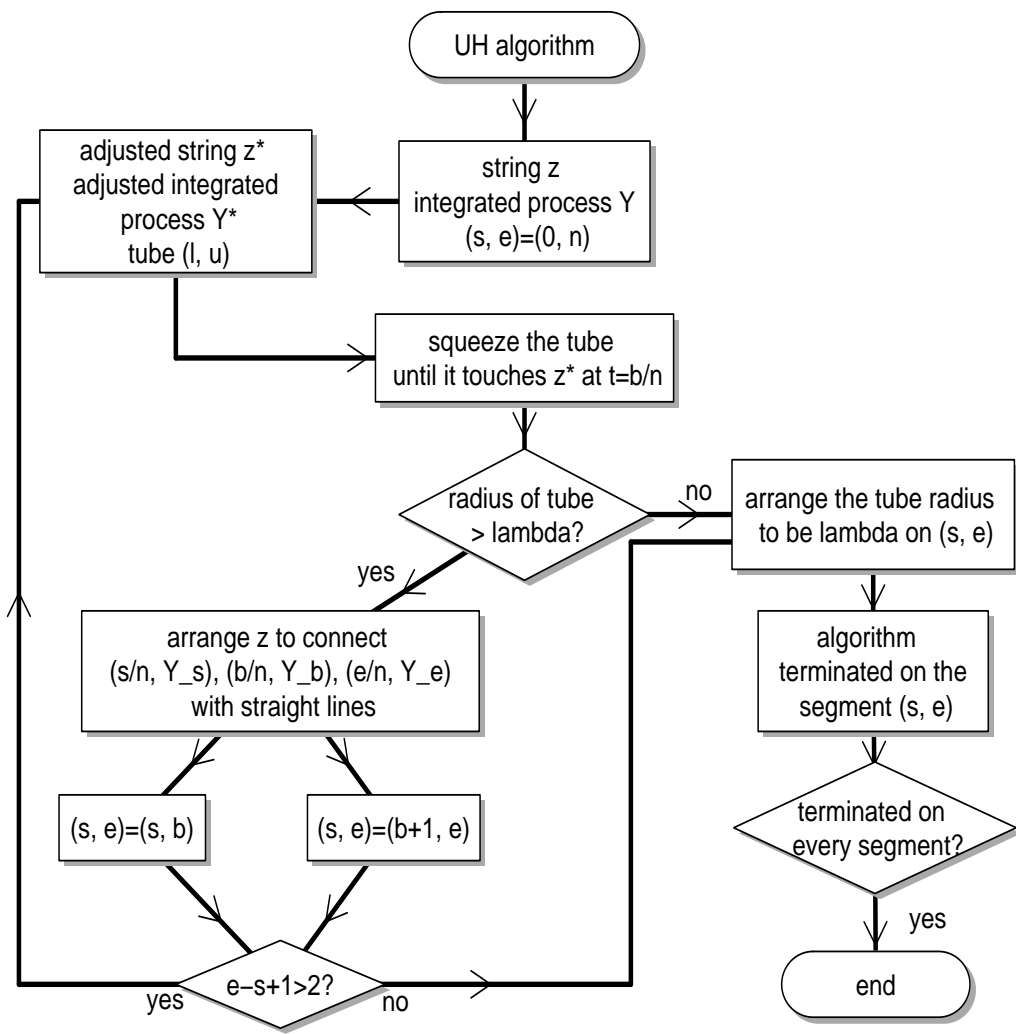 UH algorithm
adjusted string z*
adjusted integrated
process Y*
tube (l, u)
string z
integrated process Y
(s, e)=(0, n)
squeeze the tube
until it touches z* at t=b/n
radius of tube
> lambda?
no
arrange the tube radius
to be lambda on (s, e)
yes
arrange z to connect
(s/n, Y_s), (b/n, Y_b), (e/n, Y_e)
with straight lines
algorithm
terminated on the
segment (s, e)
(s, e)=(s, b)
(s, e)=(b+1, e)
terminated on
every segment?
yes
e−s+1>2?
yes
no
end